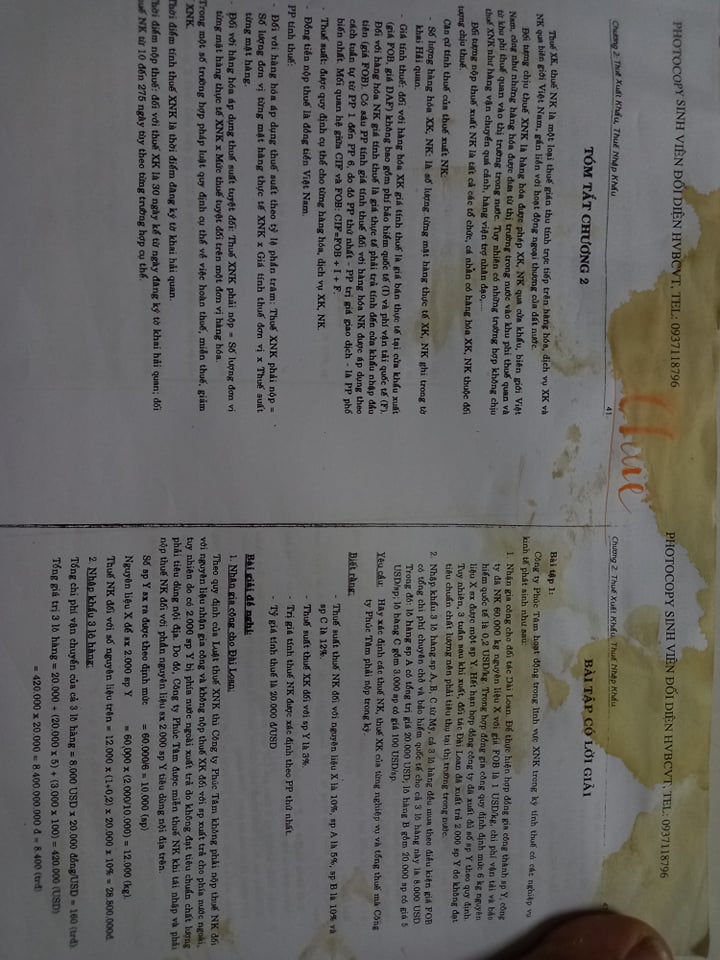 PHOTOCOPY SINH VIÊN ĐỐI DIỆN HVBCVT, TEL: 0937118796
Chương 2. Thuế Xuất Khẩu, Thuế Nhập Khẩu
41
TÓM TẮT CHƯƠNG 2
Thuế XK, thuế NK là một loại thuế gián thu tính trực tiếp trên hàng hóa, dịch vụ XK và
NK qua biên giới Việt Nam, gắn liền với hoạt động ngoại thương của đất nước.
Đối tượng chịu thuế XNK là hàng hóa được phép XK, NK qua cửa khẩu, biên giới Việt
Nam, cũng như những hàng hóa được đưa từ thị trường trong nước vào khu phi thuế quan và
từ khu phi thuế quan vào thị trường trong nước. Tuy nhiên có những trường hợp không chịu
thuế XNK như hàng vận chuyển quá cảnh, hàng viện trợ nhân đạo,...
Đối tượng nộp thuế xuất NK là tất cả các tổ chức, cá nhân có hàng hóa XK, NK thuộc đối
tượng chịu thuế.
Căn cứ tính thuế của thuế xuất NK:
- Số lượng hàng hóa XK, NK: là số lượng từng mặt hàng thực tế XK, NK ghi trong tờ
khai Hải quan.
- Giá tính thuế: đối với hàng hóa XK giá tính thuế là giá bán thực tế tại cửa khẩu xuất
(giá FOB, giá DAF) không bao gồm phí bảo hiểm quốc tế (I) và phí vận tải quốc tế (F).
Đối với hàng hóa NK giá tính thuế là giá thực tế phải trả tính đến cửa khẩu nhập đầu
tiên (giá FOB). Có sáu PP tính giá tính thuế đối với hàng hóa NK được áp dụng theo
cách tuần tự từ PP 1 đến PP 6, do đó PP thứ nhất - PP trị giá giao dịch - là PP phổ
biến nhất. Mối quan hệ giữa CIF và FOB: CIF=FOB + I + F.
- Thuế suất: được quy định cụ thể cho từng hàng hóa, dịch vụ XK, NK.
Đồng tiền nộp thuế là đồng tiền Việt Nam.
PP tính thuế:
- Đối với hàng hóa áp dụng thuế suất theo tỷ lệ phần trăm: Thuế XNK phải nộp =
Số lượng đơn vị từng mặt hàng thực tế XNK x Giá tính thuế đơn vị x Thuế suất
từng mặt hàng.
- Đối với hàng hóa áp dụng thuế suất tuyệt đối: Thuế XNK phải nộp = Số lượng đơn vị
từng mặt hàng thực tế XNK x Mức thuế tuyệt đối trên một đơn vị hàng hóa.
Trong một số trường hợp pháp luật quy định cụ thể về việc hoàn thuế, miễn thuế, giảm
XNK.
Thời điểm tính thuế XNK là thời điểm đăng ký tờ khai hải quan.
Thời điểm nộp thuế: đối với thuế XK là 30 ngày kể từ ngày đăng ký tờ khai hải quan; đối
NK từ 10 đến 275 ngày tùy theo từng trường hợp cụ thể.
PHOTOCOPY SINH VIÊN ĐỐI DIỆN HVBCVT, TEL: 0937118796
Chương 2. Thuế Xuất Khẩu, Thuế Nhập Khẩu
BÀI TẬP CÓ LỜI GIẢI
Bài tập 1:
Công ty Phúc Tâm hoạt động trong lĩnh vực XNK trong kỳ tính thuế có các nghiệp vụ
kinh tế phát sinh như sau:
1. Nhận gia công cho đối tác Đài Loan. Để thực hiện hợp đồng gia công thành sp Y, công
ty đã NK 60.000 kg nguyên liệu X với giá FOB là 1 USD/kg, chi phí vận tải và bảo
hiểm quốc tế là 0,2 USD/kg. Trong hợp đồng gia công quy định định mức 6 kg nguyên
liệu X sx được một sp Y. Hết hạn hợp đồng công ty đã xuất đủ số sp Y theo quy định.
Tuy nhiên, 2 tuần sau khi xuất, đối tác Đài Loan đã xuất trả 2.000 sp Y do không đạt
tiêu chuẩn chất lượng nên phải tiêu thụ tại thị trường trong nước.
2. Nhập khẩu 3 lô hàng sp A, B, C từ Mỹ, cả 3 lô hàng đều mua theo điều kiện giá FOB
có tổng chi phí chuyên chở và bảo hiểm quốc tế cho cả 3 lô hàng này là 8.000 USD.
Trong đó: lô hàng sp A có tổng trị giá 20.000 USD, lô hàng B gồm 20.000 sp có giá 5
USD/sp; lô hàng C gồm 3.000 sp có giá 100 USD/sp.
Yêu cầu: Hãy xác định các thuế NK, thuế XK của từng nghiệp vụ và tổng thuế mà Công
ty Phúc Tâm phải nộp trong kỳ
Biết rằng:
- Thuế suất thuế NK đối với nguyên liệu X là 10%, sp A là 5%, sp B là 10% và
sp C là 12%.
- Thuế suất thuế XK đối với sp Y là 3%.
- Trị giá tính thuế NK được xác định theo PP thứ nhất.
- Tỷ giá tính thuế là 20.000 đ/USD
Bài giải đề nghị:
1. Nhận gia công cho Đài Loan:
Theo quy định của Luật thuế XNK thì Công ty Phúc Tâm không phải nộp thuế NK đối
với nguyên liệu nhận gia công và không nộp thuế XK đối với sp xuất trả cho phía nước ngoài,
tuy nhiên do có 2.000 sp Y bị phía nước ngoài xuất trả do không đạt tiêu chuẩn chất lượng
phải tiêu dùng nội địa. Do đó, Công ty Phúc Tâm được miễn thuế NK khi tái nhập và phải
nộp thuế NK đối với phần nguyên liệu sx 2.000 sp Y tiêu dùng nội địa trên.
Số sp Y sx ra được theo định mức = 60.000/6 = 10.000 (sp)
Nguyên liệu X để sx 2.000 sp Y = 60.000 x (2.000/10.000) = 12.000 (kg)
Thuế NK đối với số nguyên liệu trên = 12.000 x (1+0,2) x 20.000 x 10% = 28.800.000đ
2. Nhập khẩu 3 lô hàng:
Tổng chi phí vận chuyển của cả 3 lô hàng = 8.000 USD x 20.000 đồng/USD = 160 (trđ).
Tổng giá trị 3 lô hàng = 20.000 + (20.000 x 5) + (3.000 x 100) = 420.000 (USD)
= 420.000 x 20.000 = 8.400.000.000 đ = 8.400 (trđ)